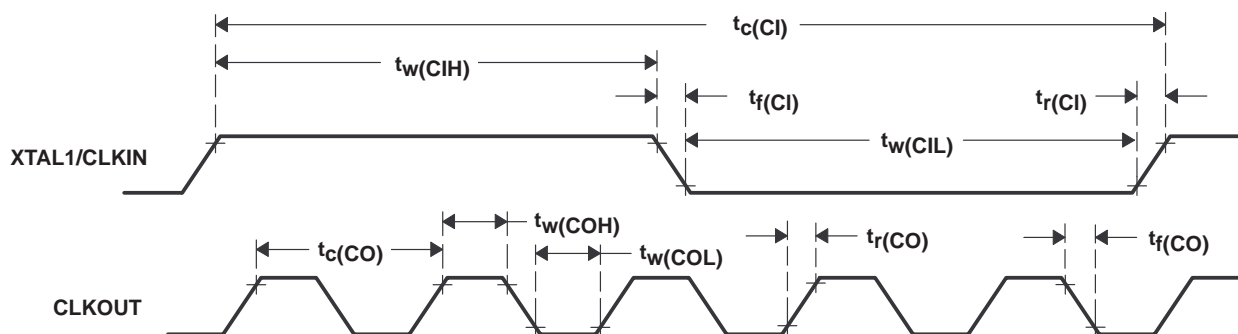 tc(CI)
tw(CIH)
tf(CI)
tr(CI)
XTAL1/CLKIN
tw(CIL)
tw(COH)
tc(CO)
tr(CO)
tf(CO)
tw(COL)
CLKOUT